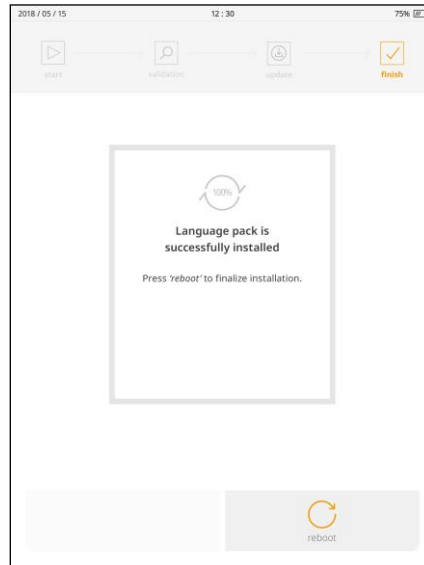 2018 / 05 / 15 12 : 30 75%
start validation update finish
100%
Language pack is
successfully installed
Press 'reboot' to finalize installation.
reboot